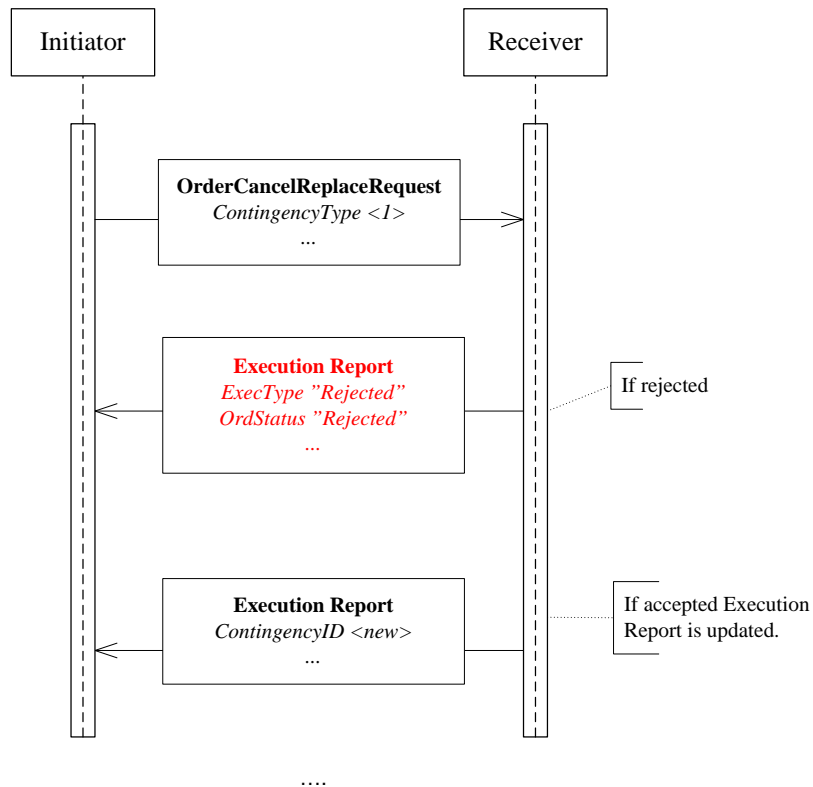 Initiator
Receiver
OrderCancelReplaceRequest
ContingencyType <1>
...
Execution Report
ExecType ”Rejected”
OrdStatus ”Rejected”
...
If rejected
Execution Report
ContingencyID <new>
...
If accepted Execution
Report is updated.
....